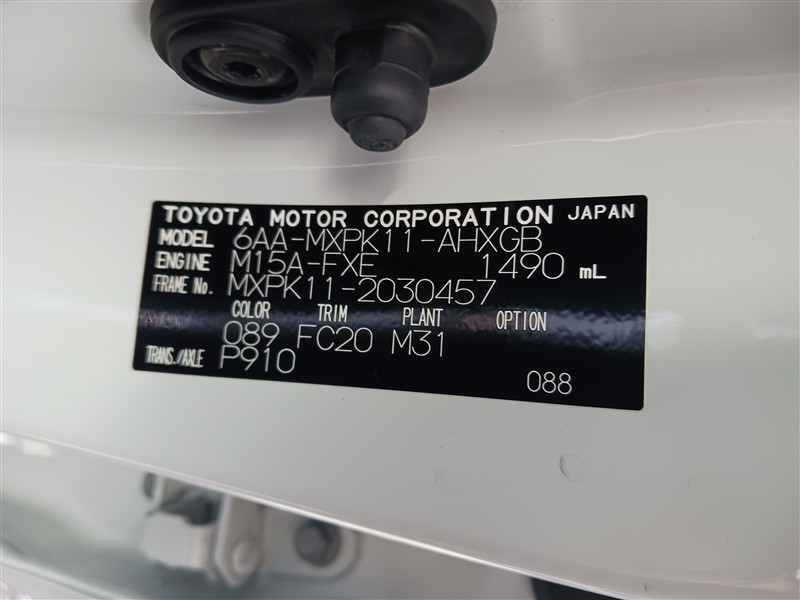 TOYOTA MOTOR CORPORATION JAPAN
MODEL 6AA-MXPK11-AHXGB
ENGINE M15A-FXE 1490 mL
FRAME No. MXPK11-2030457
COLOR TRIM PLANT OPTION
089 FC20 M31
TRANS./AXLE P910
088